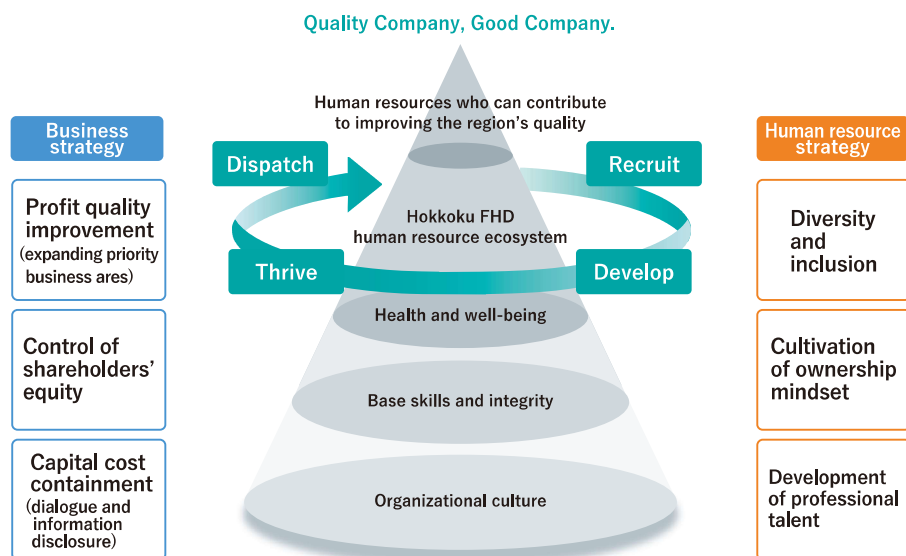 Quality Company, Good Company.
Business
strategy
Profit quality
improvement
(expanding priority
business ares)
Control of
shareholders'
equity
Capital cost
containment
(dialogue and
information
disclosure)
Human resources who can contribute
to improving the region's quality
Dispatch
Recruit
Hokkoku FHD
human resource ecosystem
Thrive
Develop
Health and well-being
Base skills and integrity
Organizational culture
Human resource
strategy
Diversity
and
inclusion
Cultivation
of ownership
mindset
Development
of professional
talent